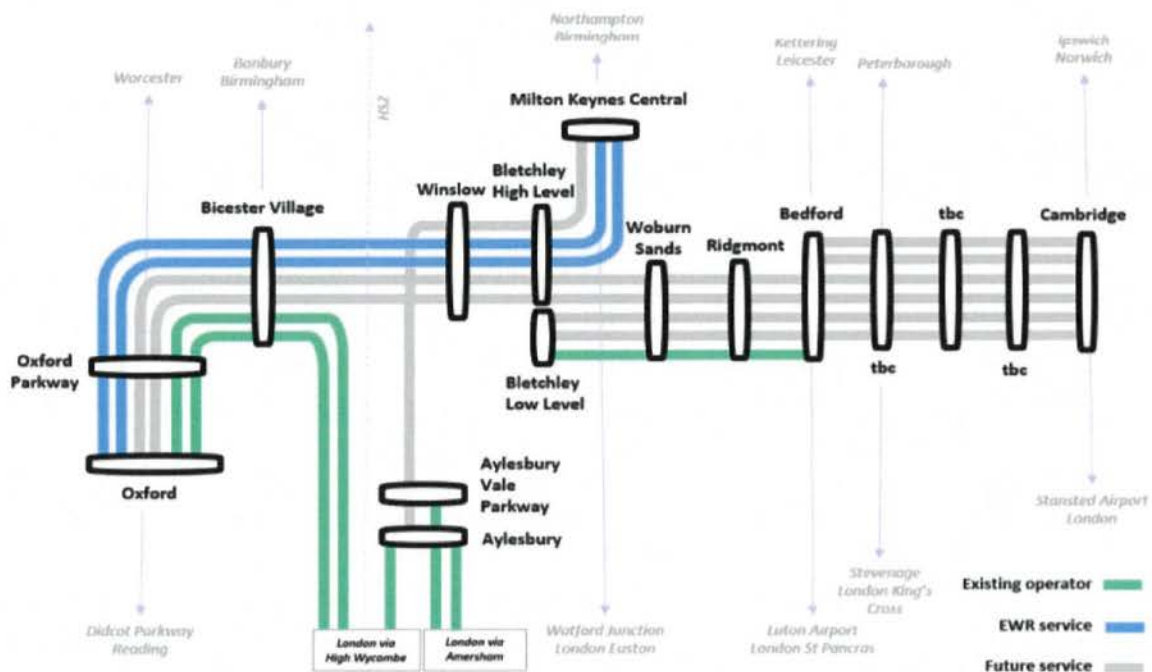 Northampton
Birmingham
Kettering
Leicester
Peterborough
Ipswich
Norwich
Worcester
Banbury
Birmingham
HS2
Milton Keynes Central
Bletchley
High Level
Winslow
Bicester Village
Woburn
Sands
Ridgmont
Bedford
tbc
Cambridge
Oxford
Parkway
tbc
tbc
Bletchley
Low Level
Oxford
Aylesbury
Vale
Parkway
Aylesbury
Stansted Airport
London
Didcot Parkway
Reading
London via
High Wycombe
London via
Amersham
Watford Junction
London Euston
Luton Airport
London St Pancras
Stevenage
London King's
Cross
Existing operator
EWR service
Future service